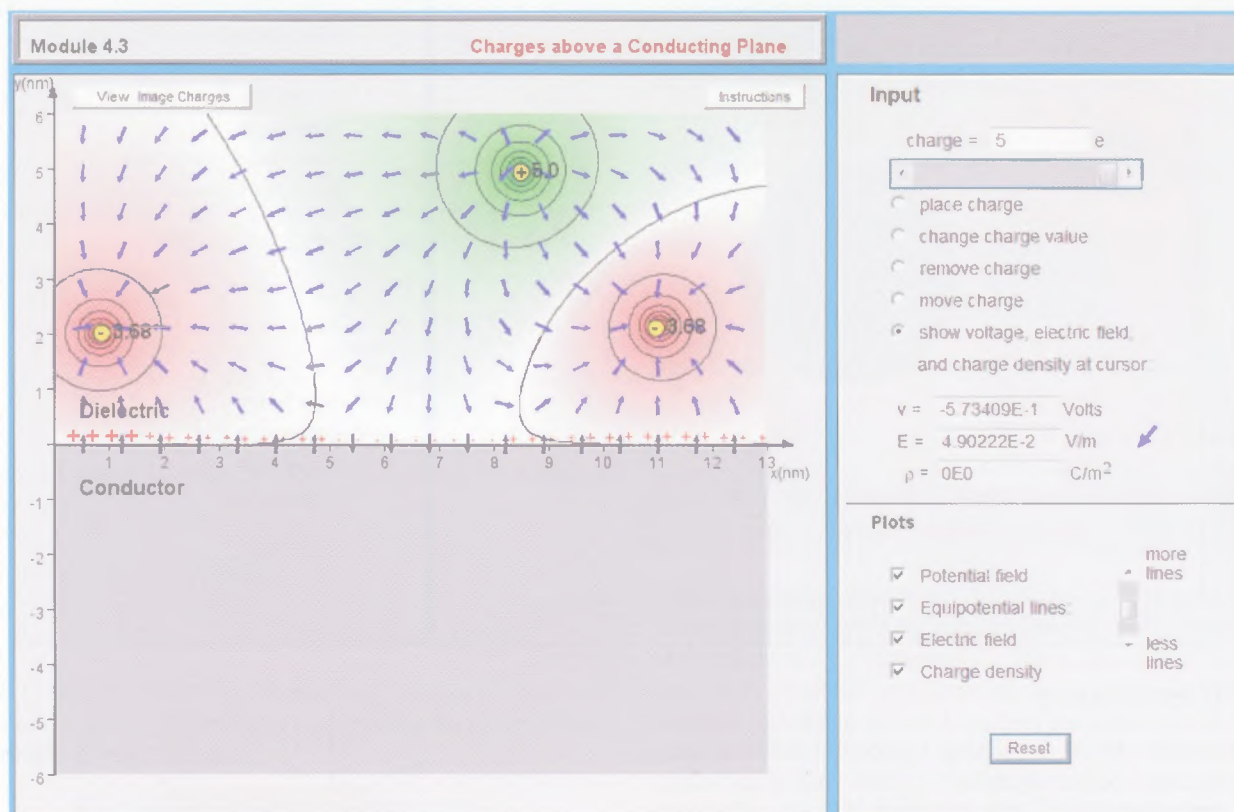 Module 4.3
Charges above a Conducting Plane
y(nm)
View Image Charges
Instructions
6
5
4
3
2
1
5.0
-3.68
-3.68
Dielectric
1 2 3 4 5 6 7 8 9 10 11 12 13
x(nm)
Conductor
-1
-2
-3
-4
-5
-6
Input
charge = 5 e
place charge
change charge value
remove charge
move charge
show voltage, electric field,
and charge density at cursor
v = -5.73409E-1 Volts
E = 4.90222E-2 V/m
ρ = 0E0 C/m²
Plots
more
lines
Potential field
Equipotential lines
Electric field
Charge density
less
lines
Reset